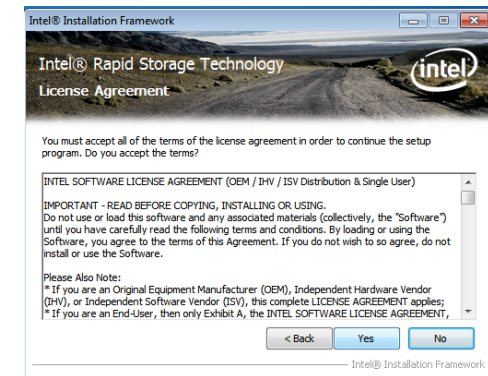 Intel® Installation Framework
Intel® Rapid Storage Technology
License Agreement
intel
You must accept all of the terms of the license agreement in order to continue the setup
program. Do you accept the terms?
INTEL SOFTWARE LICENSE AGREEMENT (OEM / IHV / ISV Distribution & Single User)
IMPORTANT - READ BEFORE COPYING, INSTALLING OR USING.
Do not use or load this software and any associated materials (collectively, the "Software")
until you have carefully read the following terms and conditions. By loading or using the
Software, you agree to the terms of this Agreement. If you do not wish to so agree, do not
install or use the Software.
Please Also Note:
* If you are an Original Equipment Manufacturer (OEM), Independent Hardware Vendor
(IHV), or Independent Software Vendor (ISV), this complete LICENSE AGREEMENT applies;
* If you are an End-User, then only Exhibit A, the INTEL SOFTWARE LICENSE AGREEMENT,
< Back Yes No
Intel® Installation Framework